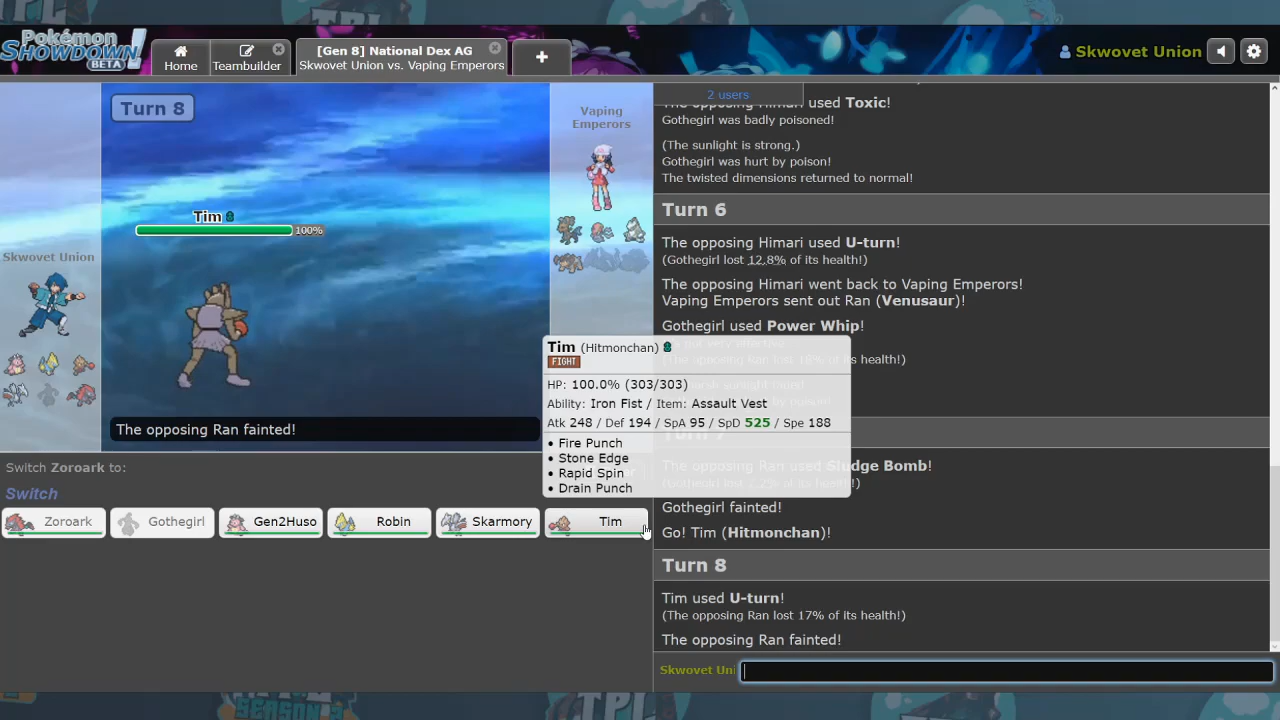 Pokémon
SHOWDOWN!
BETA
Home
Teambuilder
[Gen 8] National Dex AG
Skwovet Union vs. Vaping Emperors
+
Skwovet Union
Turn 8
Vaping
Emperors
Tim
100%
Skwovet Union
The opposing Ran fainted!
2 users
The opposing Himari used Toxic!
Gothegirl was badly poisoned!
(The sunlight is strong.)
Gothegirl was hurt by poison!
The twisted dimensions returned to normal!
Turn 6
The opposing Himari used U-turn!
(Gothegirl lost 12.8% of its health!)
The opposing Himari went back to Vaping Emperors!
Vaping Emperors sent out Ran (Venusaur)!
Gothegirl used Power Whip!
Tim (Hitmonchan)
FIGHT
HP: 100.0% (303/303)
Ability: Iron Fist / Item: Assault Vest
Atk 248 / Def 194 / SpA 95 / SpD 525 / Spe 188
• Fire Punch
• Stone Edge
• Rapid Spin
• Drain Punch
Switch Zoroark to:
Switch
Zoroark
Gothegirl
Gen2Huso
Robin
Skarmory
Tim
Gothegirl fainted!
Go! Tim (Hitmonchan)!
Turn 8
Tim used U-turn!
(The opposing Ran lost 17% of its health!)
The opposing Ran fainted!
Skwovet Uni